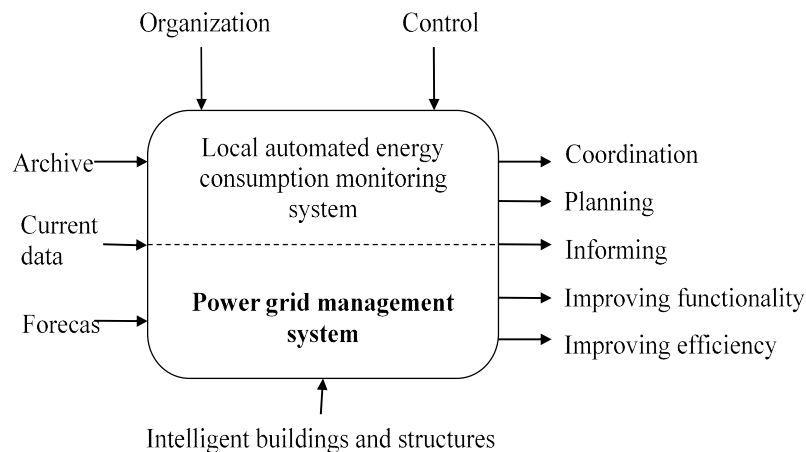 Organization
Control
Archive
Current
data
Forecas
Local automated energy
consumption monitoring
system
Power grid management
system
Coordination
Planning
Informing
Improving functionality
Improving efficiency
Intelligent buildings and structures